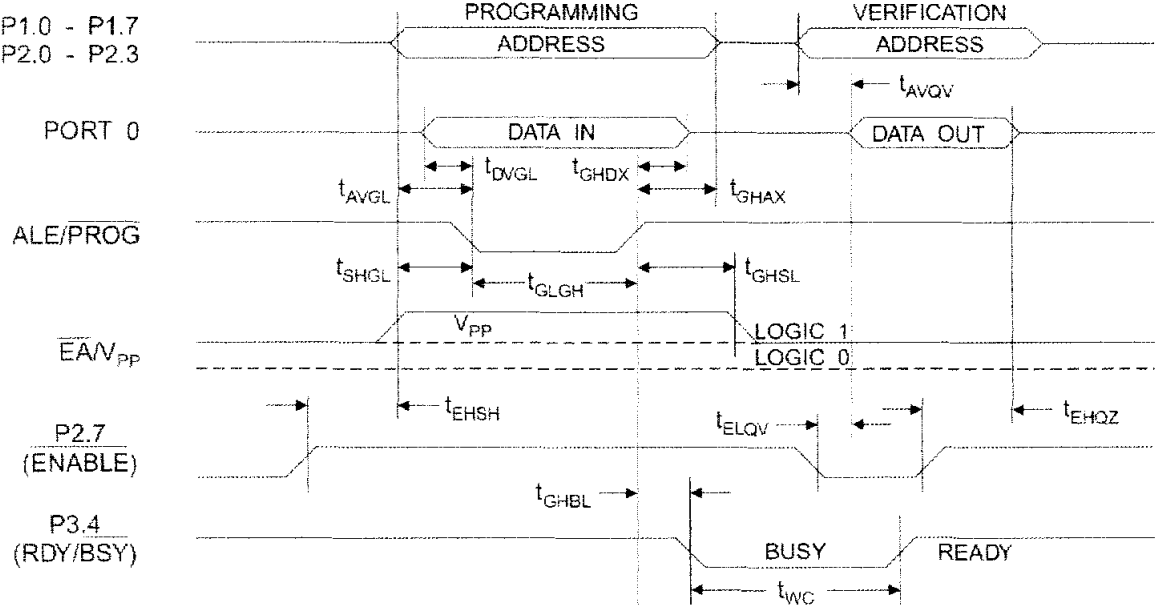 PROGRAMMING VERIFICATION
P1.0 - P1.7
P2.0 - P2.3
ADDRESS ADDRESS
tAVQV
PORT 0 DATA IN DATA OUT
tDVGL tGHDX
tAVGL tGHAX
ALE/PROG
tSHGL tGLGH tGHSL
VPP
LOGIC 1
EA/VPP
LOGIC 0
tEHSH tELQV tEHQZ
P2.7
(ENABLE)
tGHBL
P3.4
(RDY/BSY) BUSY READY
tWC